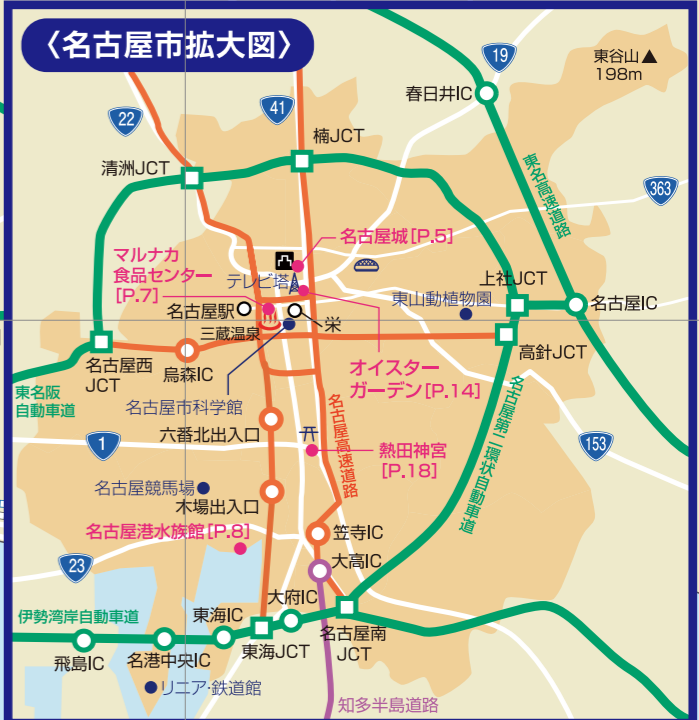 〈名古屋市拡大図〉
19
東谷山▲
198m
春日井IC
41
22
楠JCT
清洲JCT
東名高速道路
363
名古屋城[P.5]
マルナカ
食品センター
[P.7]
テレビ塔
上社JCT
東山動植物園
名古屋駅
栄
名古屋IC
三蔵温泉
高針JCT
名古屋西
JCT
烏森IC
オイスター
ガーデン[P.14]
東名阪
自動車道
名古屋市科学館
名古屋高速道路
名古屋第二環状自動車道
六番北出入口
1
153
熱田神宮
[P.18]
名古屋競馬場
木場出入口
名古屋港水族館[P.8]
笠寺IC
23
大高IC
大府IC
伊勢湾岸自動車道
東海IC
名古屋南
JCT
東海JCT
飛島IC
名港中央IC
リニア・鉄道館
知多半島道路